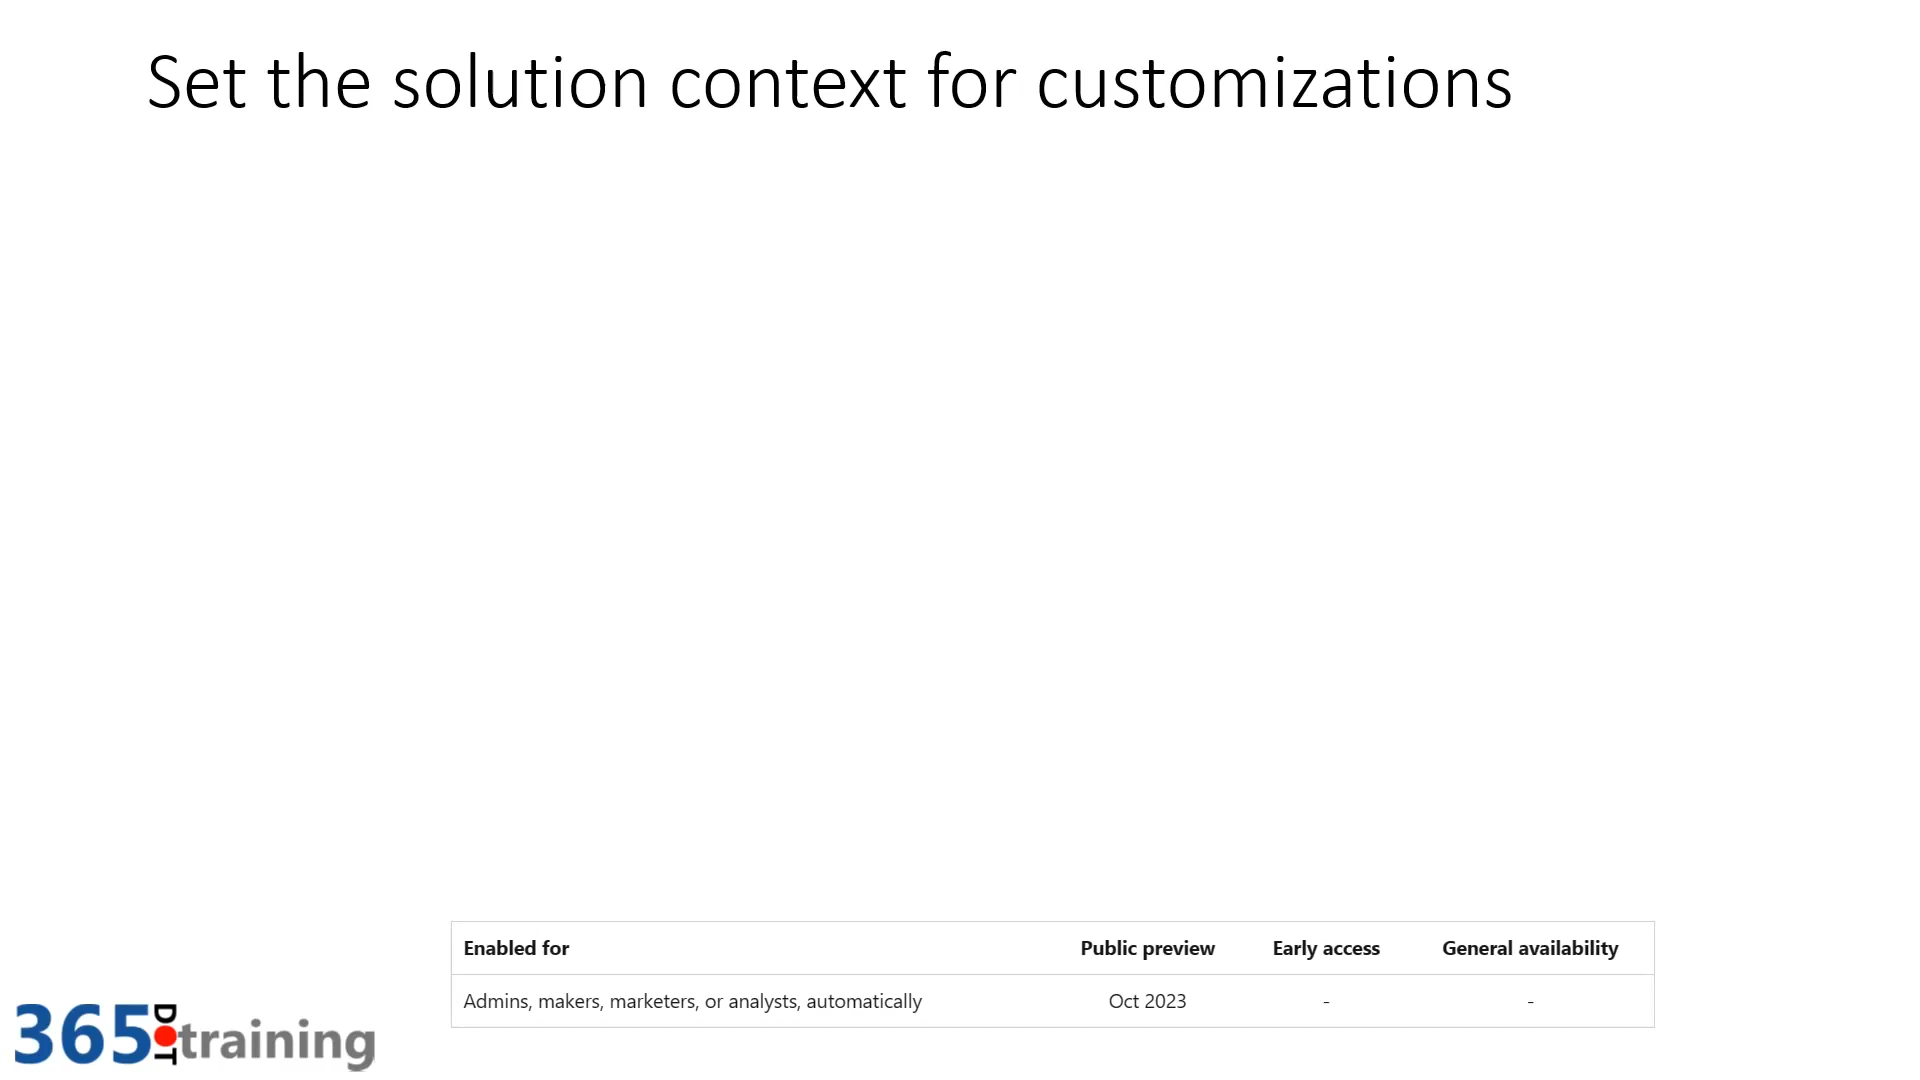 Set the solution context for customizations
Enabled for Public preview Early access General availability
Admins, makers, marketers, or analysts, automatically Oct 2023 - -
365 DOT training